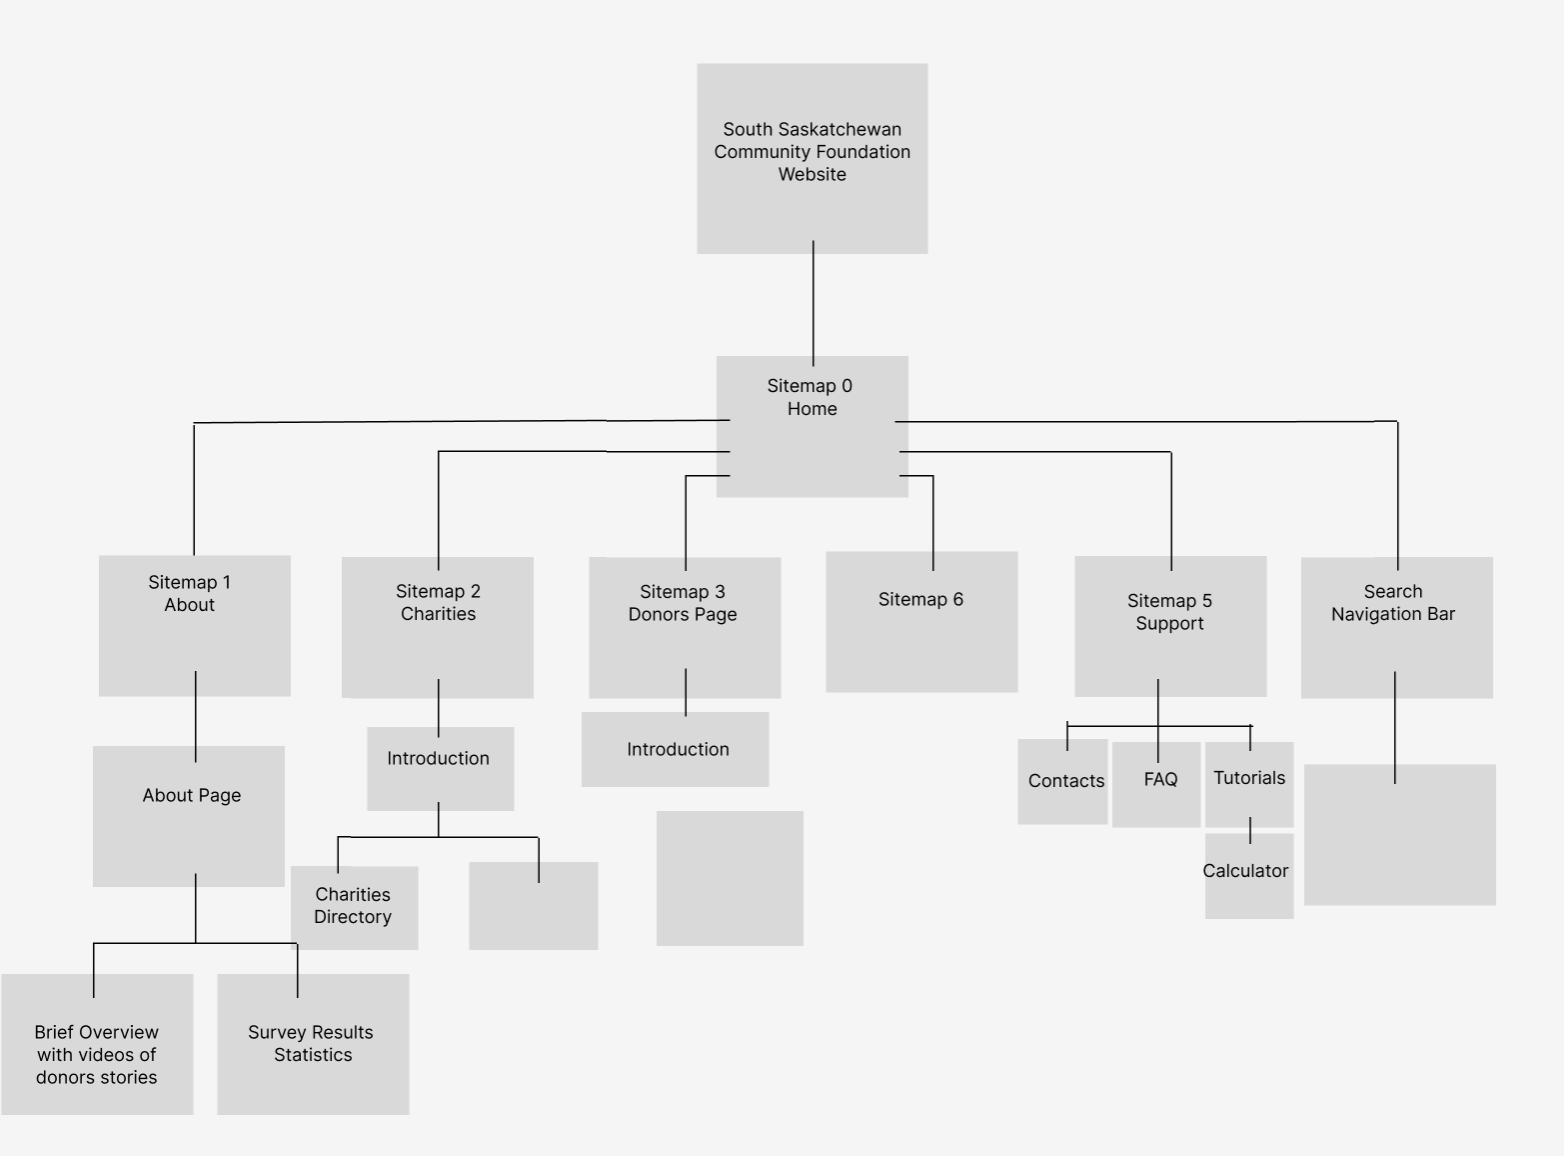 South Saskatchewan
Community Foundation
Website
Sitemap 0
Home
Sitemap 1
About
Sitemap 2
Charities
Sitemap 3
Donors Page
Sitemap 6
Sitemap 5
Support
Search
Navigation Bar
About Page
Introduction
Introduction
Contacts
FAQ
Tutorials
Calculator
Charities
Directory
Brief Overview
with videos of
donors stories
Survey Results
Statistics